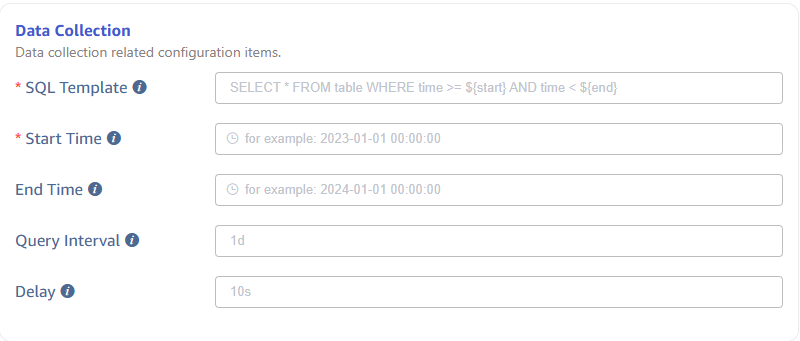 Data Collection
Data collection related configuration items.
* SQL Template i
SELECT * FROM table WHERE time >= ${start} AND time < ${end}
* Start Time i
for example: 2023-01-01 00:00:00
End Time i
for example: 2024-01-01 00:00:00
Query Interval i
1d
Delay i
10s